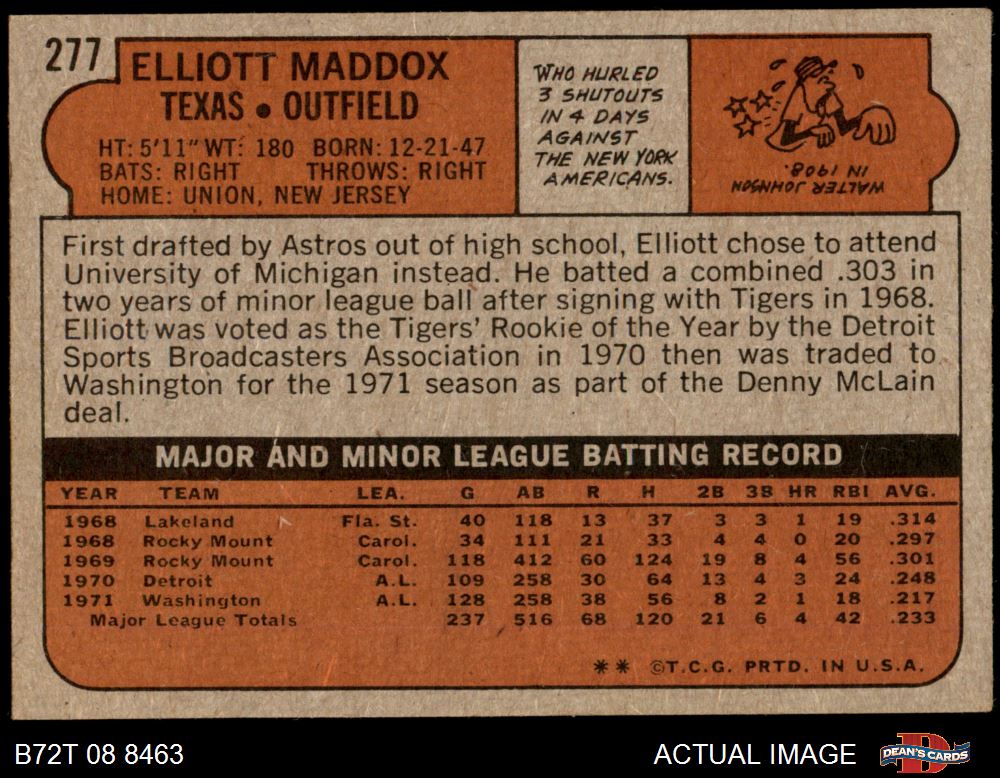 277
ELLIOTT MADDOX
TEXAS • OUTFIELD
HT: 5'11" WT: 180 BORN: 12-21-47
BATS: RIGHT THROWS: RIGHT
HOME: UNION, NEW JERSEY
WHO HURLED
3 SHUTOUTS
IN 4 DAYS
AGAINST
THE NEW YORK
AMERICANS.
WALTER JOHNSON
IN 1908.
First drafted by Astros out of high school, Elliott chose to attend
University of Michigan instead. He batted a combined .303 in
two years of minor league ball after signing with Tigers in 1968.
Elliott was voted as the Tigers' Rookie of the Year by the Detroit
Sports Broadcasters Association in 1970 then was traded to
Washington for the 1971 season as part of the Denny McLain
deal.
MAJOR AND MINOR LEAGUE BATTING RECORD
YEAR TEAM LEA. G AB R H 2B 3B HR RBI AVG.
1968 Lakeland Fla. St. 40 118 13 37 3 3 1 19 .314
1968 Rocky Mount Carol. 34 111 21 33 4 4 0 20 .297
1969 Rocky Mount Carol. 118 412 60 124 19 8 4 56 .301
1970 Detroit A.L. 109 258 30 64 13 4 3 24 .248
1971 Washington A.L. 128 258 38 56 8 2 1 18 .217
Major League Totals 237 516 68 120 21 6 4 42 .233
** ©T.C.G. PRTD. IN U.S.A.
B72T 08 8463
ACTUAL IMAGE
DEAN'S CARDS